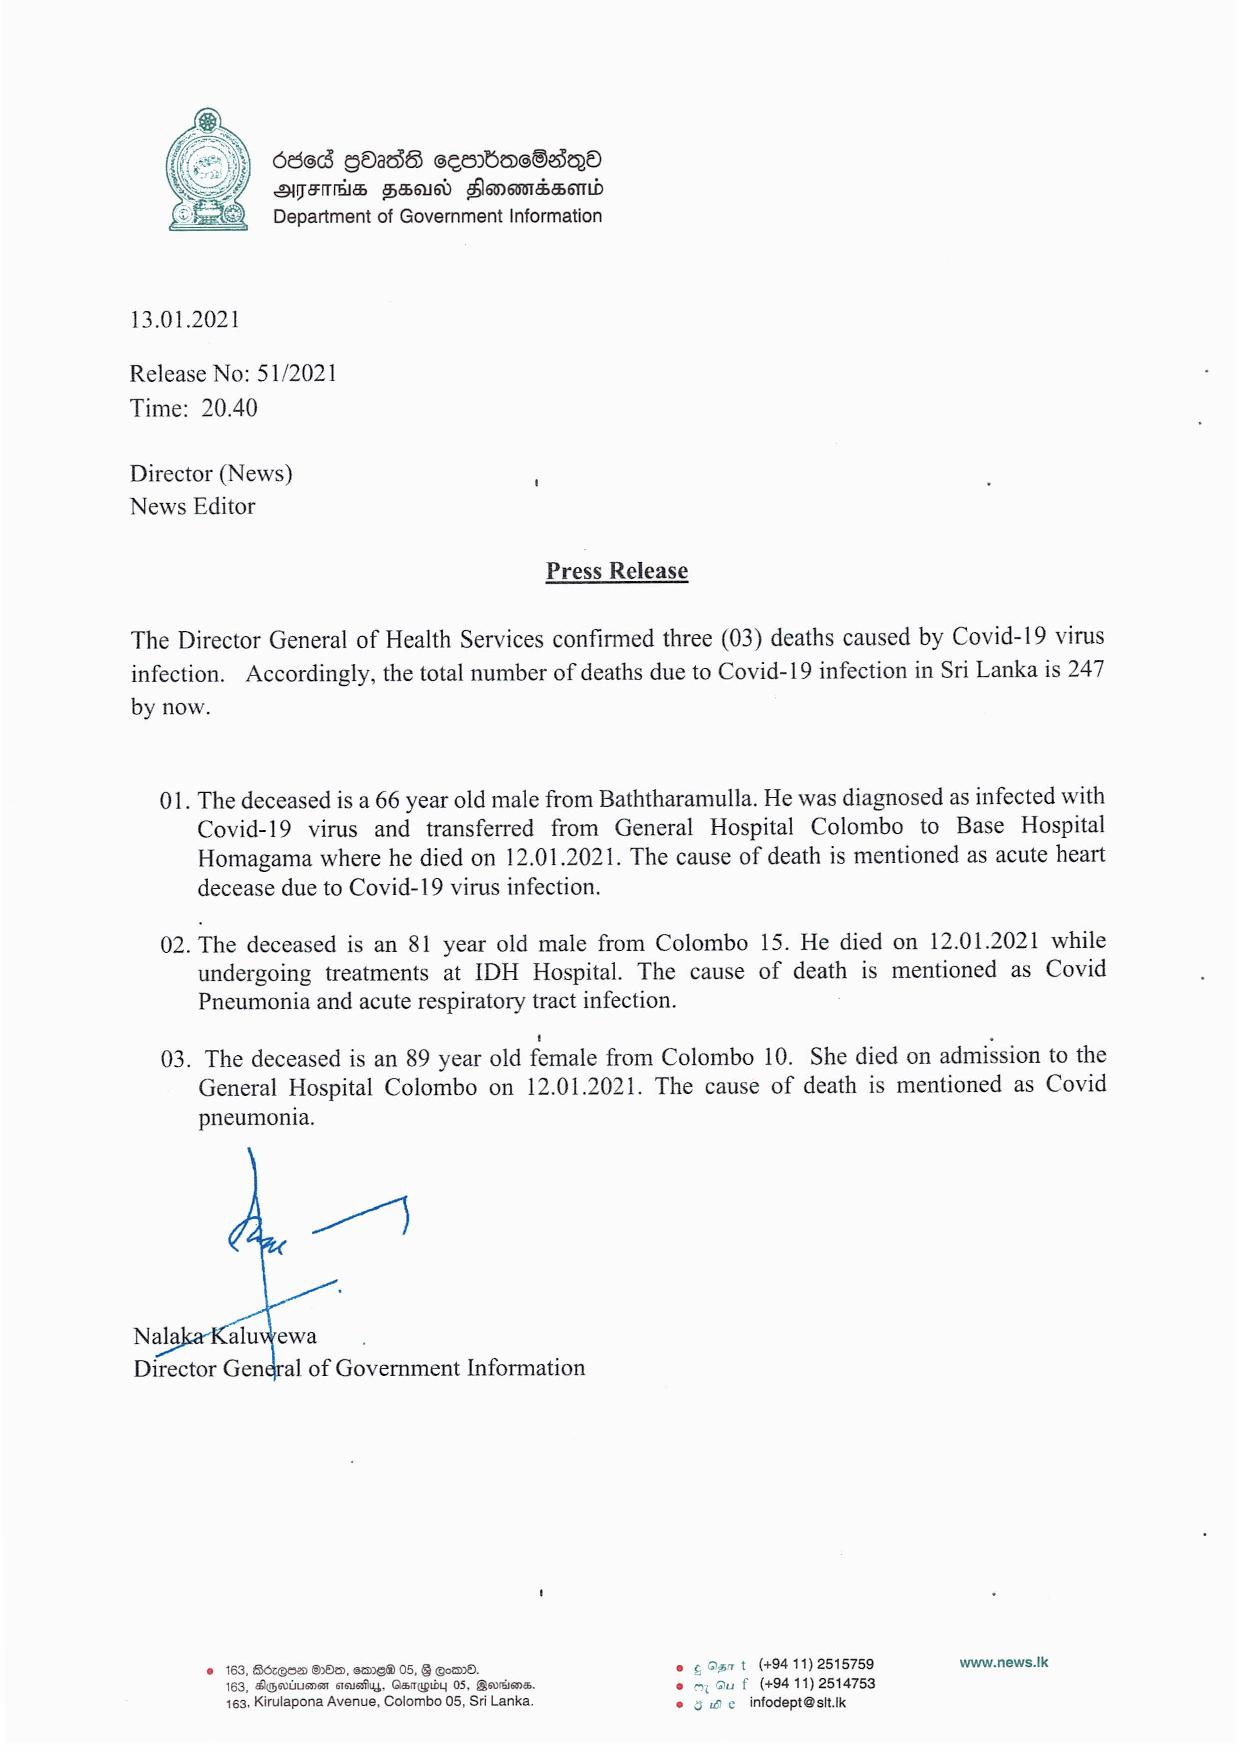 රජයේ ප්‍රවෘත්ති දෙපාර්තමේන්තුව
அரசாங்க தகவல் திணைக்களம்
Department of Government Information
13.01.2021
Release No: 51/2021
Time: 20.40
Director (News)
News Editor
Press Release
The Director General of Health Services confirmed three (03) deaths caused by Covid-19 virus
infection. Accordingly, the total number of deaths due to Covid-19 infection in Sri Lanka is 247
by now.
01. The deceased is a 66 year old male from Baththaramulla. He was diagnosed as infected with
Covid-19 virus and transferred from General Hospital Colombo to Base Hospital
Homagama where he died on 12.01.2021. The cause of death is mentioned as acute heart
decease due to Covid-19 virus infection.
02. The deceased is an 81 year old male from Colombo 15. He died on 12.01.2021 while
undergoing treatments at IDH Hospital. The cause of death is mentioned as Covid
Pneumonia and acute respiratory tract infection.
03. The deceased is an 89 year old female from Colombo 10. She died on admission to the
General Hospital Colombo on 12.01.2021. The cause of death is mentioned as Covid
pneumonia.
Nalaka Kaluwewa
Director General of Government Information
163, කිරුලපන මාවත, කොළඹ 05, ශ්‍රී ලංකාව.
163, கிருலப்பனை எவனியூ, கொழும்பு 05, இலங்கை.
163, Kirulapona Avenue, Colombo 05, Sri Lanka.
දු தொ t (+94 11) 2515759
ෆැ பெ f (+94 11) 2514753
ඊ மி e infodept@slt.lk
www.news.lk